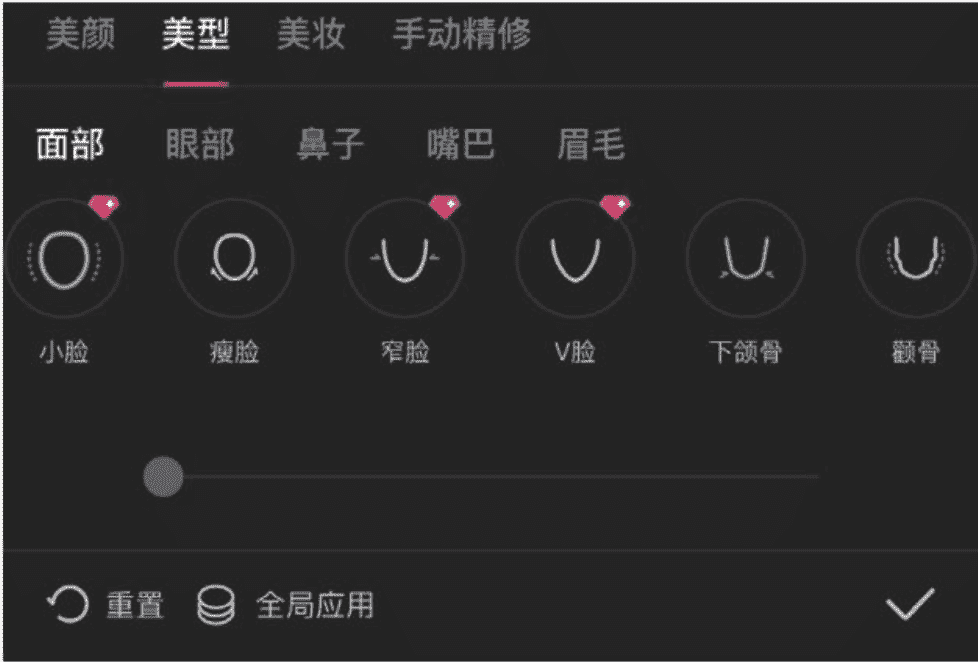 美颜 美型 美妆 手动精修
面部 眼部 鼻子 嘴巴 眉毛
小脸 瘦脸 窄脸 V脸 下颌骨 颧骨
重置 全局应用